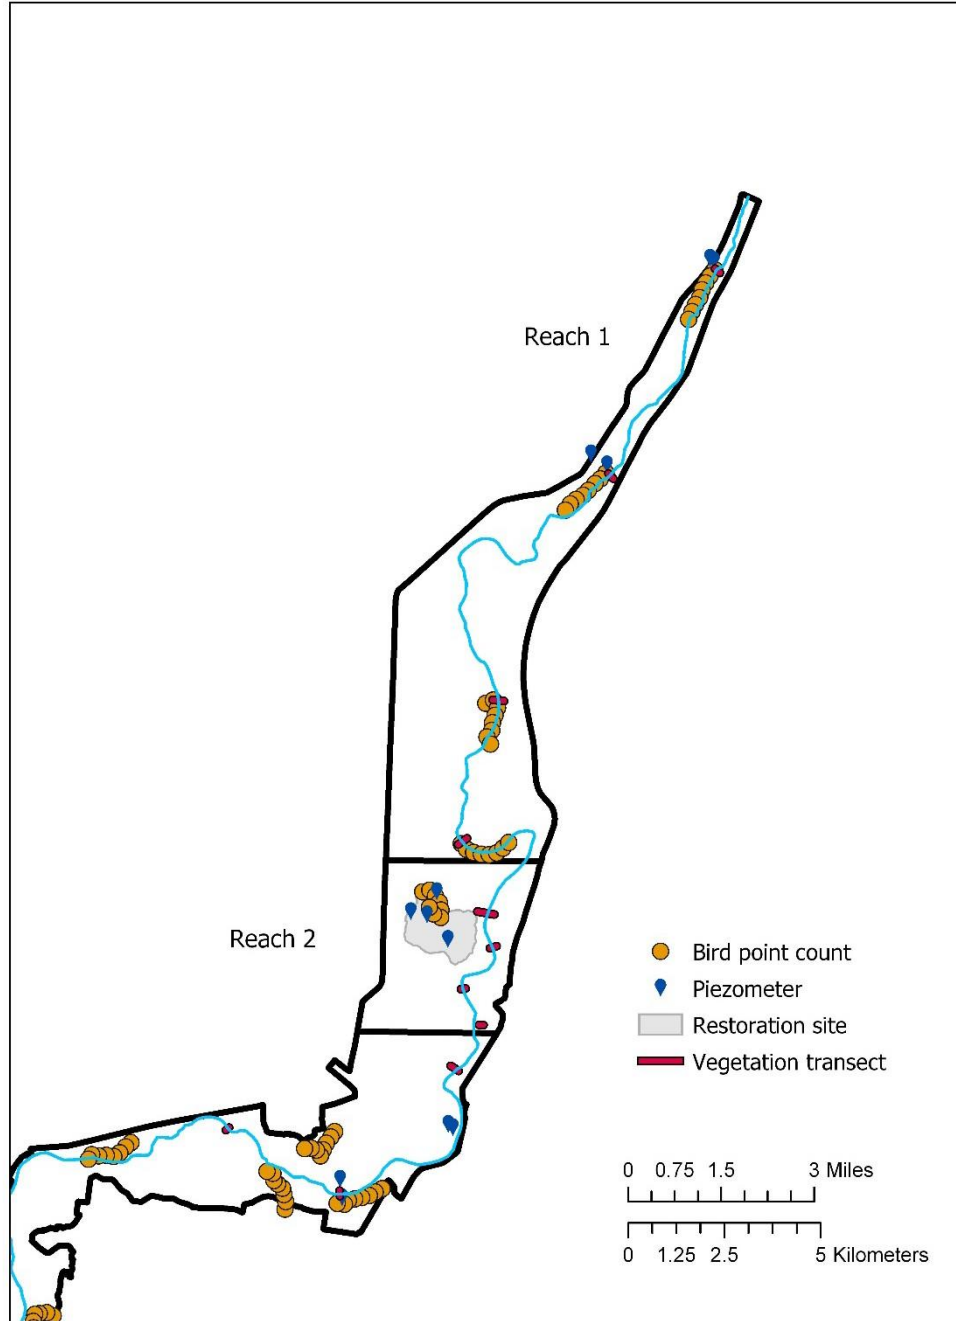 Reach 1
Reach 2
Bird point count
Piezometer
Restoration site
Vegetation transect
0 0.75 1.5 3 Miles
0 1.25 2.5 5 Kilometers